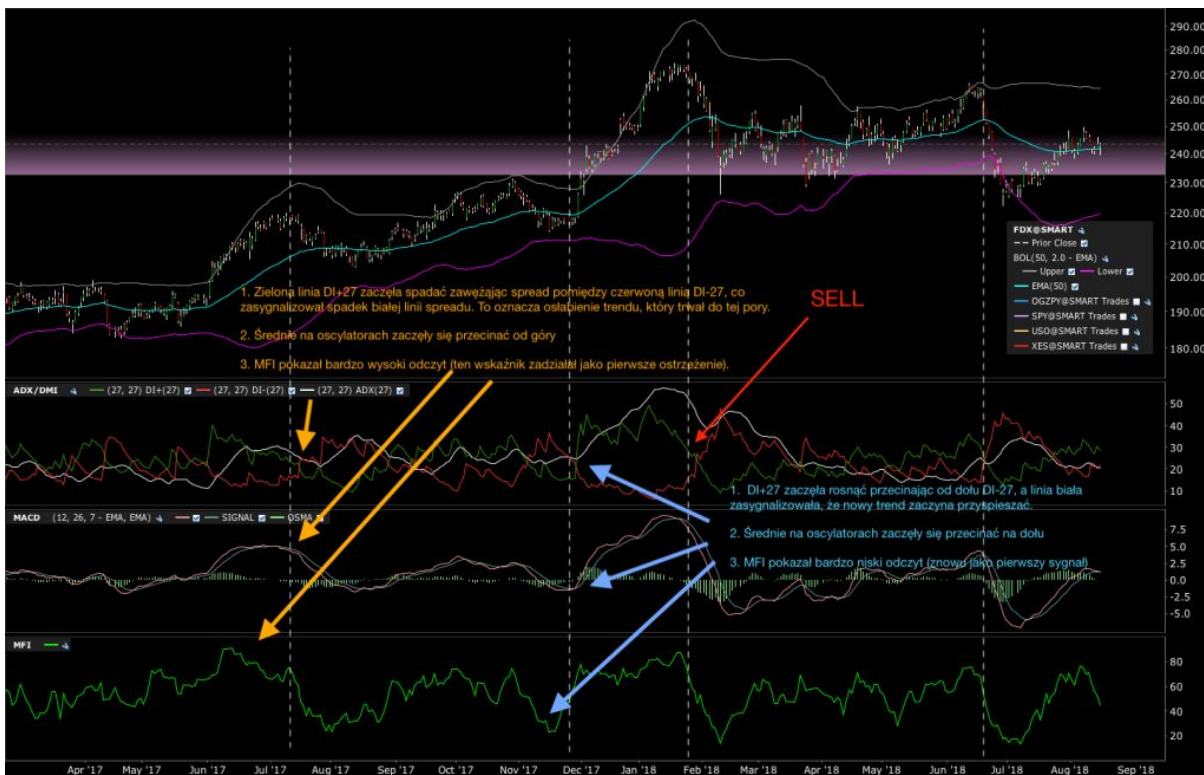 290.00
280.00
270.00
260.00
250.00
240.00
230.00
220.00
210.00
200.00
190.00
180.00
FDX@SMART
Prior Close
BOL(50, 2.0 - EMA)
Upper Lower
EMA(50)
OGZPY@SMART Trades
SPY@SMART Trades
USO@SMART Trades
XES@SMART Trades
1. Zielona linia DI+27 zaczęła spadać zawężając spread pomiędzy czerwoną linią DI-27, co
zasygnalizował spadek białej linii spreadu. To oznacza osłabienie trendu, który trwał do tej pory.
2. Średnie na oscylatorach zaczęły się przecinać od góry
3. MFI pokazał bardzo wysoki odczyt (ten wskaźnik zadziałał jako pierwsze ostrzeżenie).
SELL
ADX/DMI (27, 27) DI+(27) (27, 27) DI-(27) (27, 27) ADX(27)
50
40
30
20
10
1. DI+27 zaczęła rosnąć przecinając od dołu DI-27, a linia biała
zasygnalizowała, że nowy trend zaczyna przyspieszać.
2. Średnie na oscylatorach zaczęły się przecinać na dołu
3. MFI pokazał bardzo niski odczyt (znowu jako pierwszy sygnał)
MACD (12, 26, 7 - EMA, EMA) SIGNAL OSMA
7.5
5.0
2.5
0.0
-2.5
-5.0
MFI
80
60
40
20
Apr '17 May '17 Jun '17 Jul '17 Aug '17 Sep '17 Oct '17 Nov '17 Dec '17 Jan '18 Feb '18 Mar '18 Apr '18 May '18 Jun '18 Jul '18 Aug '18 Sep '18